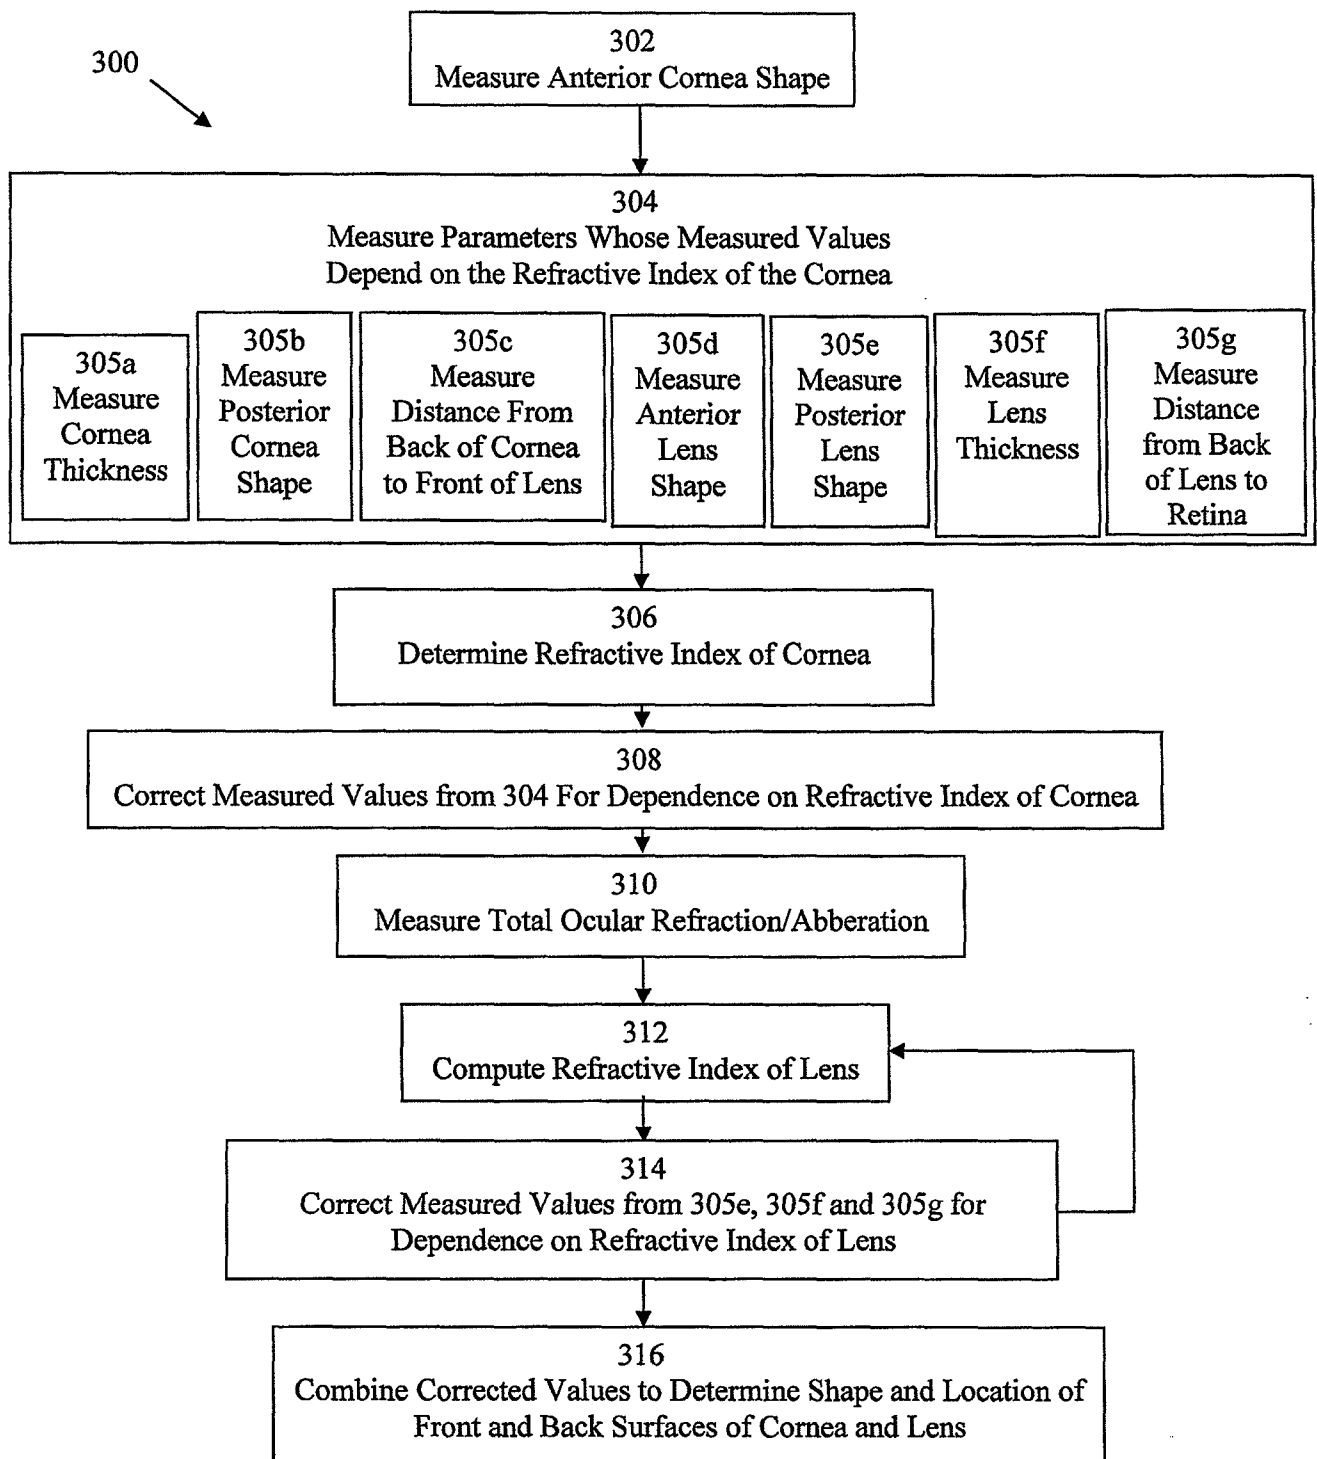 300
302
Measure Anterior Cornea Shape
304
Measure Parameters Whose Measured Values
Depend on the Refractive Index of the Cornea
305a
Measure
Cornea
Thickness
305b
Measure
Posterior
Cornea
Shape
305c
Measure
Distance From
Back of Cornea
to Front of Lens
305d
Measure
Anterior
Lens
Shape
305e
Measure
Posterior
Lens
Shape
305f
Measure
Lens
Thickness
305g
Measure
Distance
from Back
of Lens to
Retina
306
Determine Refractive Index of Cornea
308
Correct Measured Values from 304 For Dependence on Refractive Index of Cornea
310
Measure Total Ocular Refraction/Abberation
312
Compute Refractive Index of Lens
314
Correct Measured Values from 305e, 305f and 305g for
Dependence on Refractive Index of Lens
316
Combine Corrected Values to Determine Shape and Location of
Front and Back Surfaces of Cornea and Lens